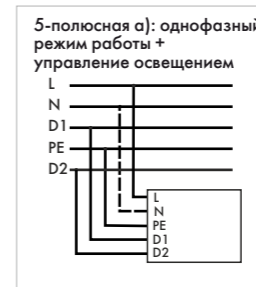 5-полюсная а): однофазный
режим работы +
управление освещением
L
N
D1
PE
D2
L
N
PE
D1
D2